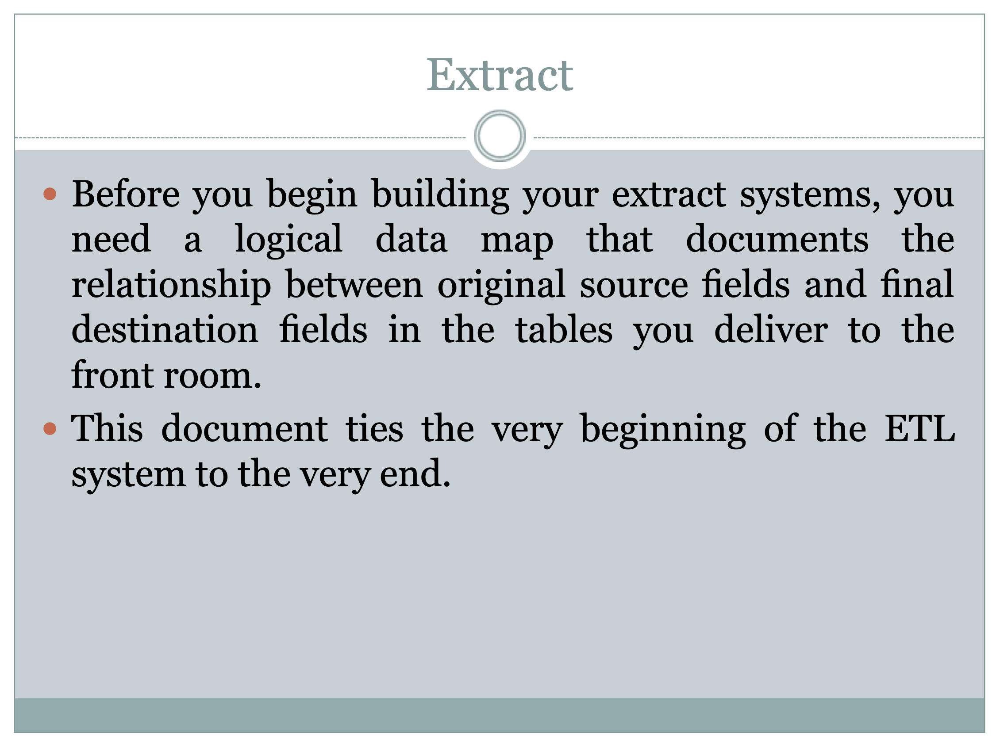 Extract
Before you begin building your extract systems, you
need a logical data map that documents the
relationship between original source fields and final
destination fields in the tables you deliver to the
front room.
This document ties the very beginning of the ETL
system to the very end.